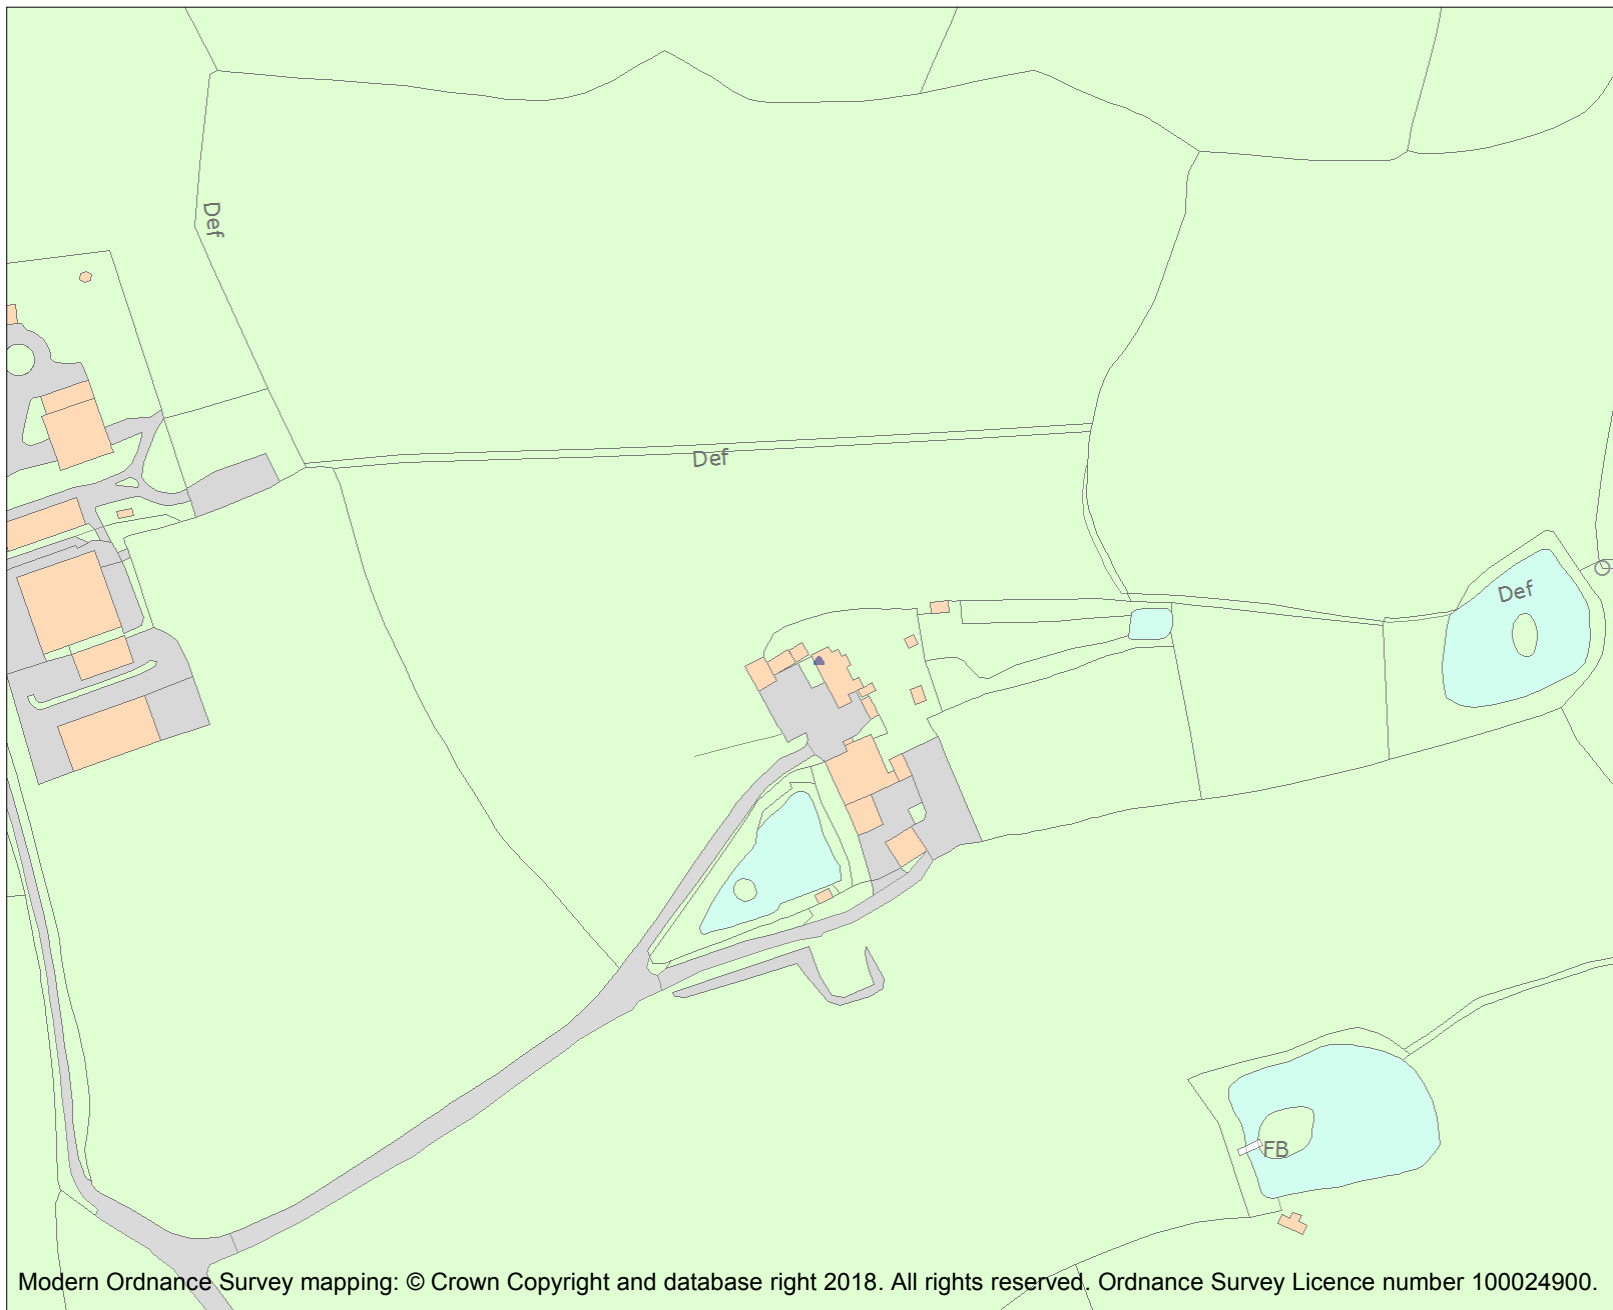 Def
Def
Def
FB
Modern Ordnance Survey mapping: © Crown Copyright and database right 2018. All rights reserved. Ordnance Survey Licence number 100024900.